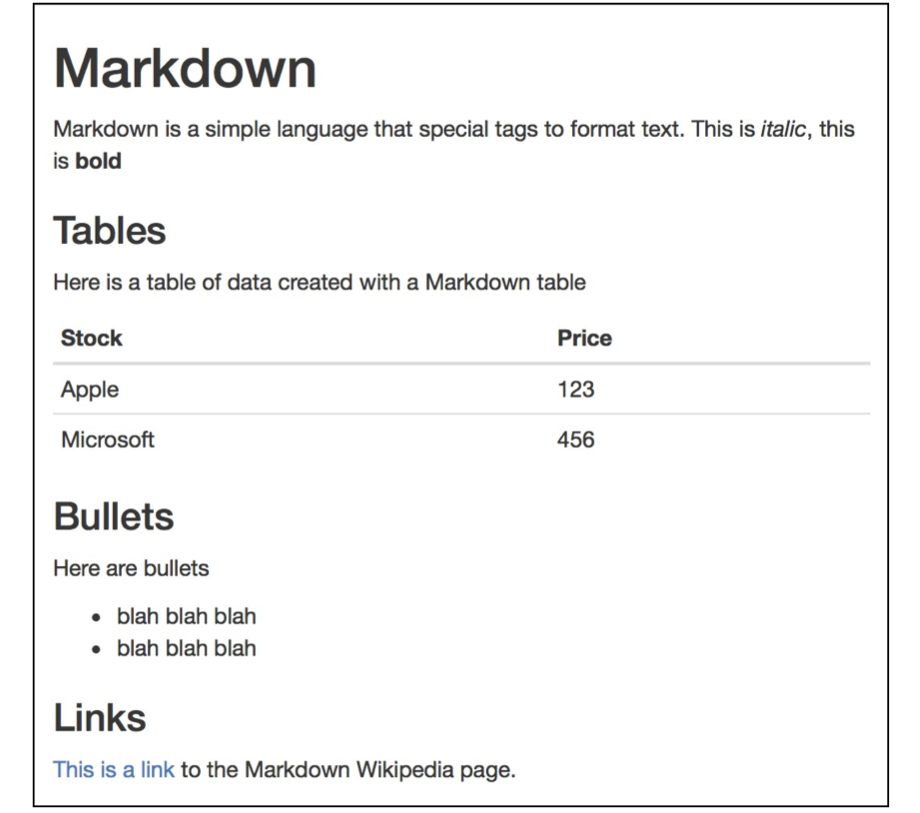 Markdown
Markdown is a simple language that special tags to format text. This is italic, this
is bold
Tables
Here is a table of data created with a Markdown table
Stock Price
Apple 123
Microsoft 456
Bullets
Here are bullets
• blah blah blah
• blah blah blah
Links
This is a link to the Markdown Wikipedia page.